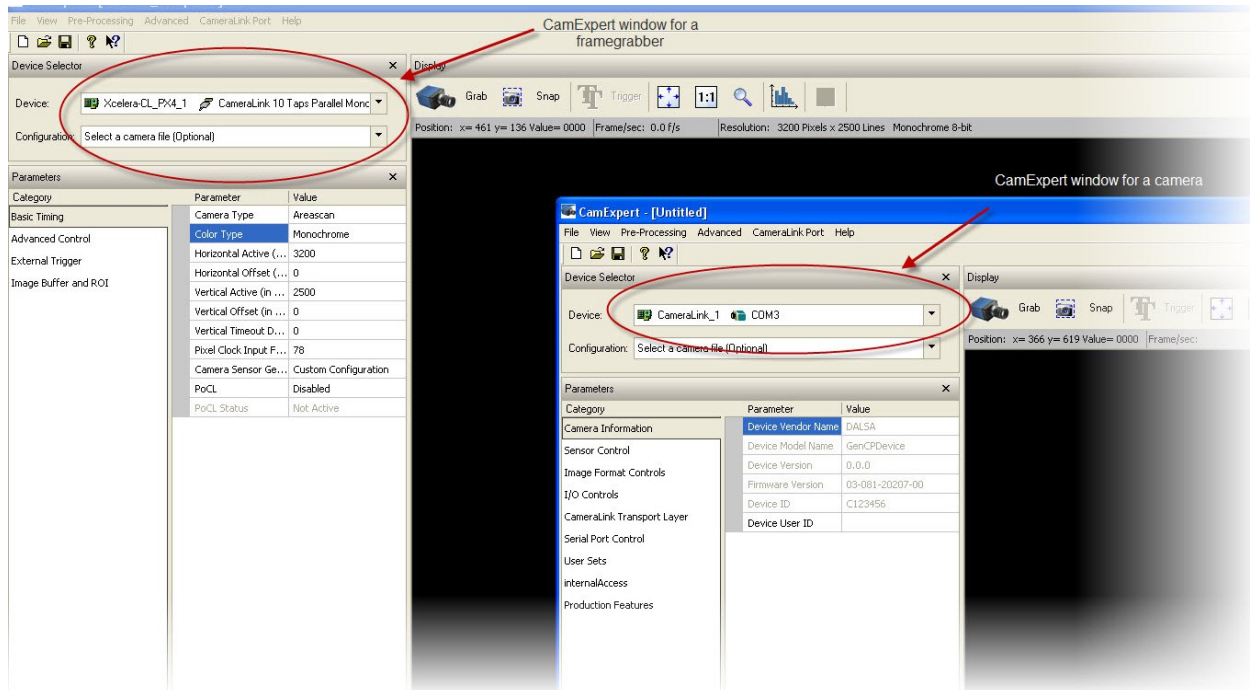 CamExpert window for a
framegrabber
File View Pre-Processing Advanced CameraLink Port Help
Device Selector
Device: Xcelera-CL_PX4_1 CameraLink 10 Taps Parallel Monc
Configuration: Select a camera file (Optional)
Parameters
Category Parameter Value
Basic Timing
Advanced Control
External Trigger
Image Buffer and ROI
Camera Type Areascan
Color Type Monochrome
Horizontal Active (... 3200
Horizontal Offset (... 0
Vertical Active (in ... 2500
Vertical Offset (in ... 0
Vertical Timeout D... 0
Pixel Clock Input F... 78
Camera Sensor Ge... Custom Configuration
PoCL Disabled
PoCL Status Not Active
Display
Grab Snap Trigger 1:1
Position: x= 461 y= 136 Value= 0000 Frame/sec: 0.0 f/s Resolution: 3200 Pixels x 2500 Lines Monochrome 8-bit
CamExpert window for a camera
CamExpert - [Untitled]
File View Pre-Processing Advanced CameraLink Port Help
Device Selector
Device: CameraLink_1 COM3
Configuration: Select a camera file (Optional)
Parameters
Category Parameter Value
Camera Information
Sensor Control
Image Format Controls
I/O Controls
CameraLink Transport Layer
Serial Port Control
User Sets
internalAccess
Production Features
Device Vendor Name DALSA
Device Model Name GenCPDevice
Device Version 0.0.0
Firmware Version 03-081-20207-00
Device ID C123456
Device User ID
Display
Grab Snap Trigger
Position: x= 366 y= 619 Value= 0000 Frame/sec: